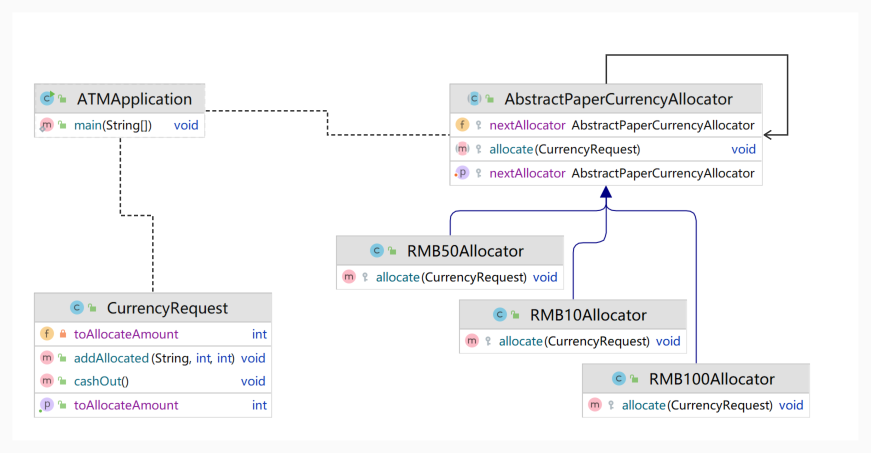 ATMApplication
main(String[]) void
AbstractPaperCurrencyAllocator
nextAllocator AbstractPaperCurrencyAllocator
allocate(CurrencyRequest) void
nextAllocator AbstractPaperCurrencyAllocator
RMB50Allocator
allocate(CurrencyRequest) void
CurrencyRequest
toAllocateAmount int
addAllocated(String, int, int) void
cashOut() void
toAllocateAmount int
RMB10Allocator
allocate(CurrencyRequest) void
RMB100Allocator
allocate(CurrencyRequest) void